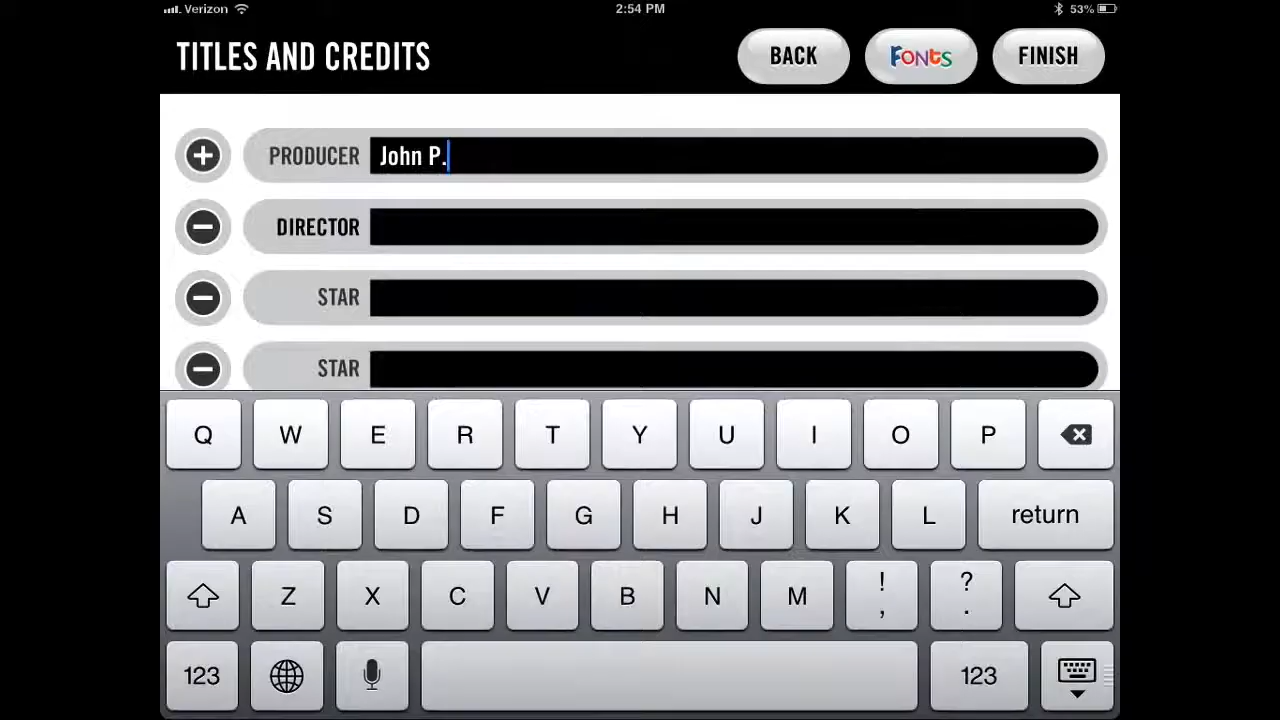 Verizon 2:54 PM 53%
TITLES AND CREDITS BACK FONTS FINISH
PRODUCER John P.
DIRECTOR
STAR
STAR
Q W E R T Y U I O P
A S D F G H J K L return
Z X C V B N M ! , ? .
123 123